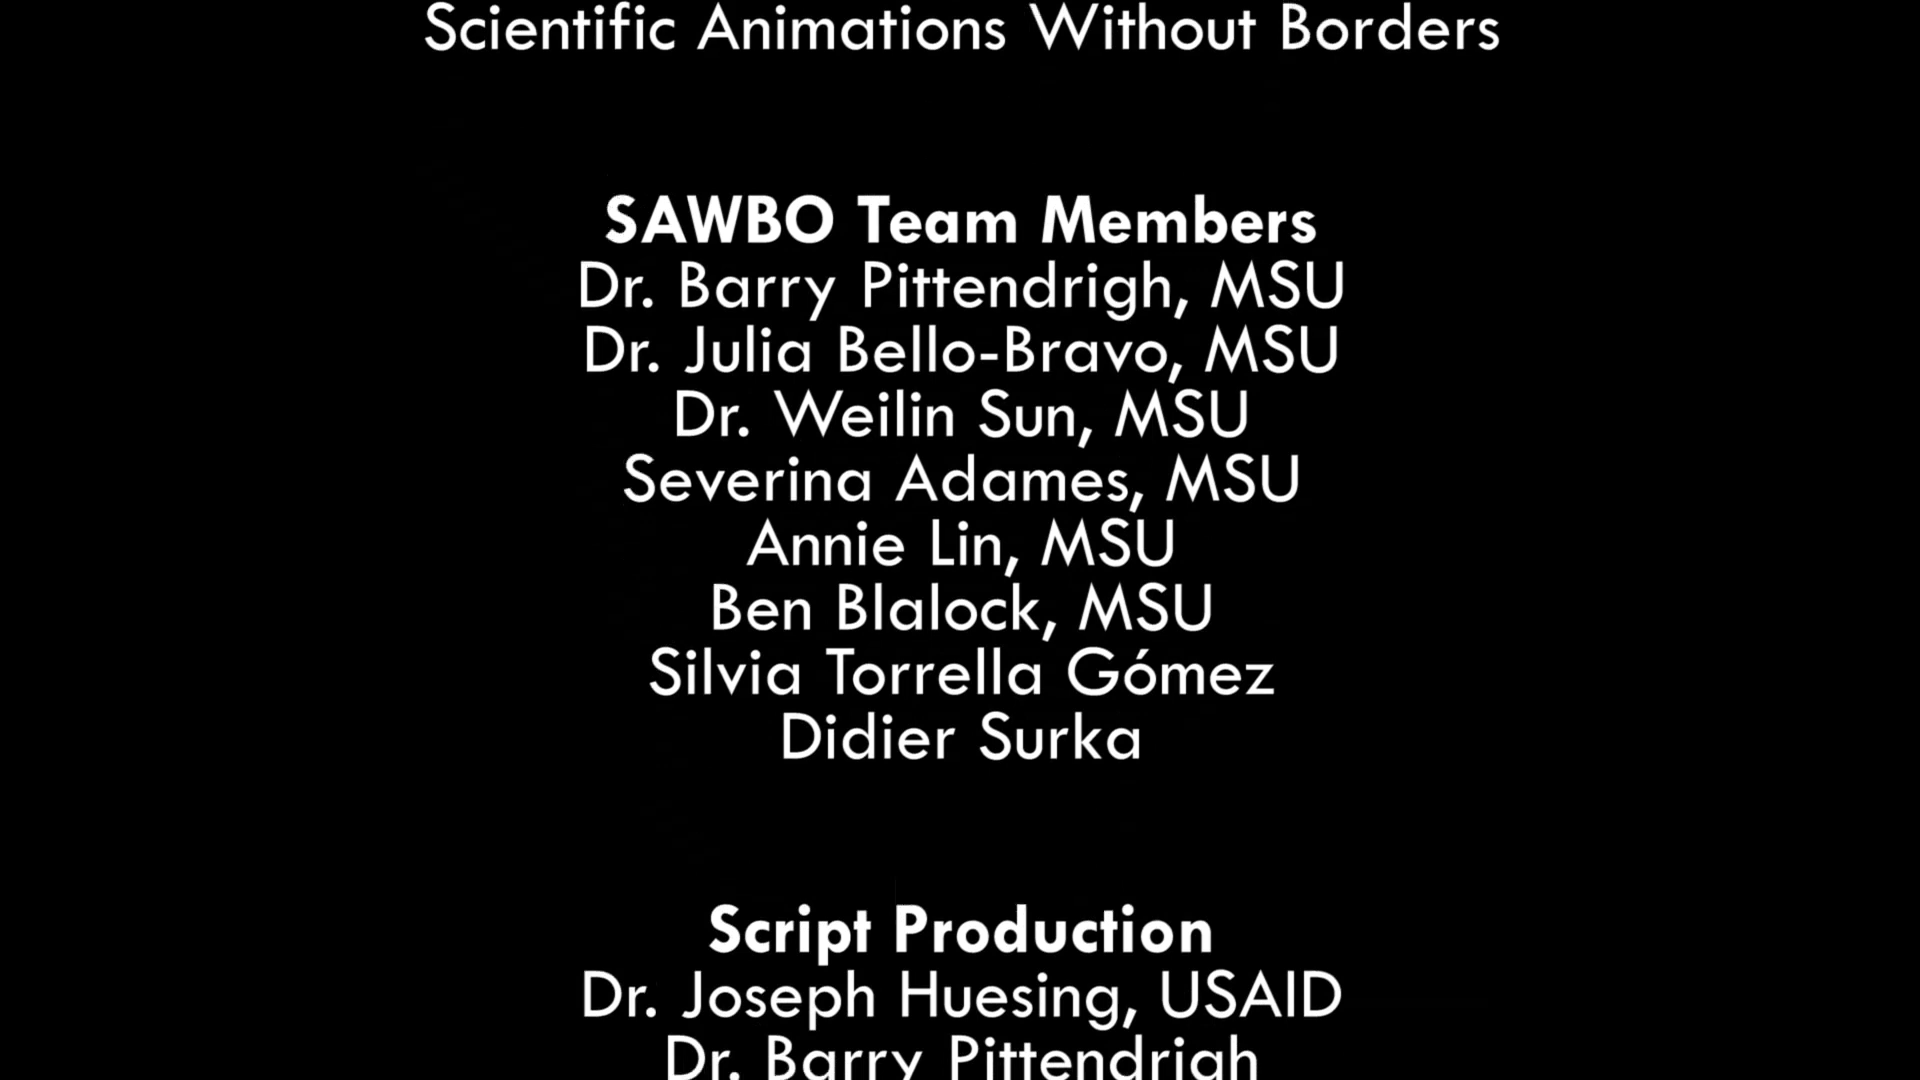 Scientific Animations Without Borders
SAWBO Team Members
Dr. Barry Pittendrigh, MSU
Dr. Julia Bello-Bravo, MSU
Dr. Weilin Sun, MSU
Severina Adames, MSU
Annie Lin, MSU
Ben Blalock, MSU
Silvia Torrella Gómez
Didier Surka
Script Production
Dr. Joseph Huesing, USAID
Dr. Barry Pittendrigh